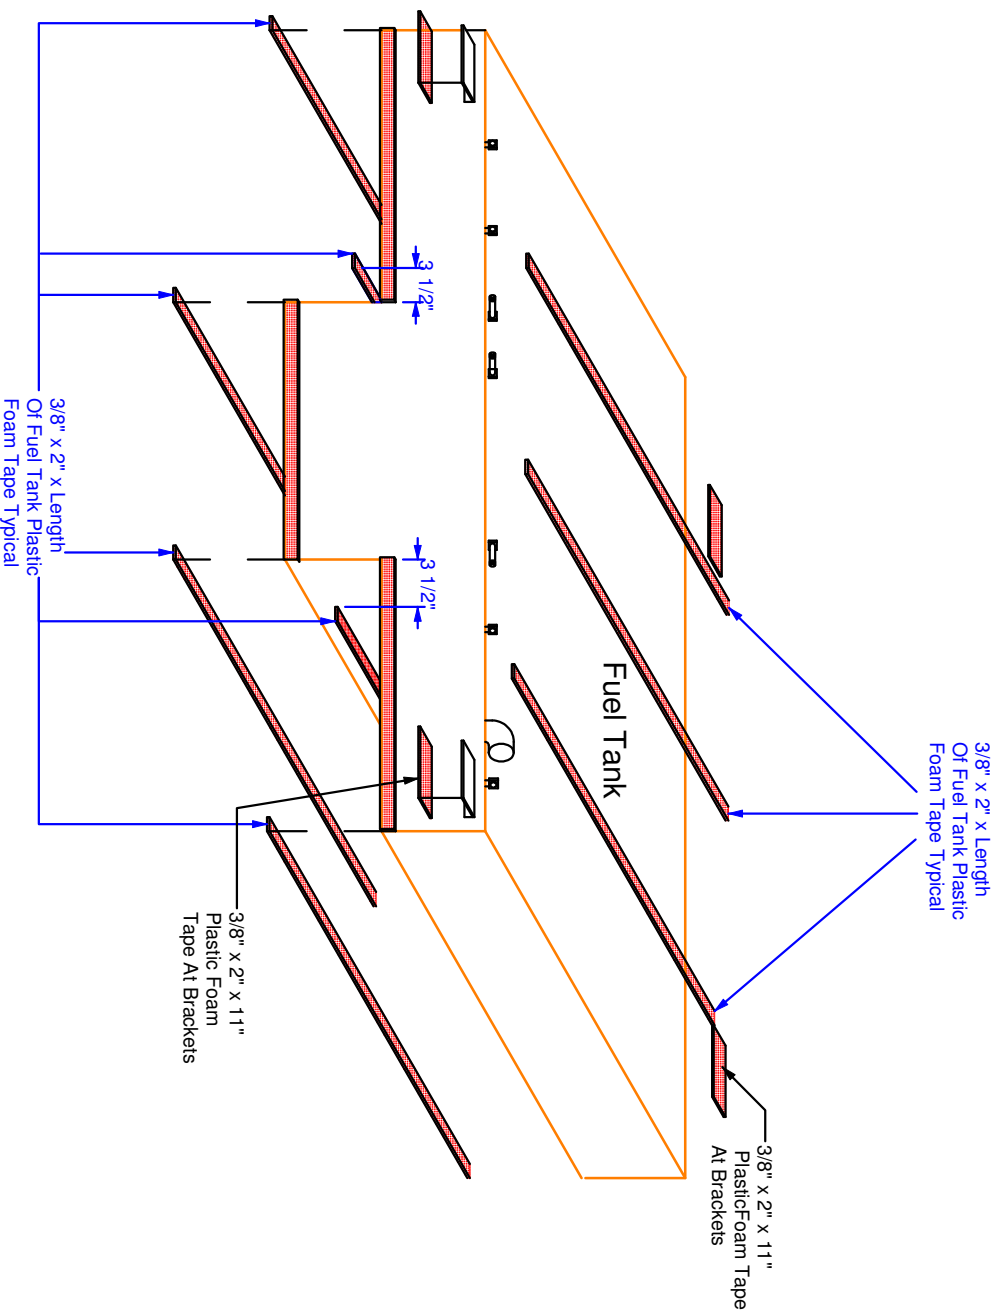 3/8" x 2" x Length
Of Fuel Tank Plastic
Foam Tape Typical
3/8" x 2" x 11"
PlasticFoam Tape
At Brackets
Fuel Tank
3 1/2"
3 1/2"
3/8" x 2" x 11"
Plastic Foam
Tape At Brackets
3/8" x 2" x Length
Of Fuel Tank Plastic
Foam Tape Typical